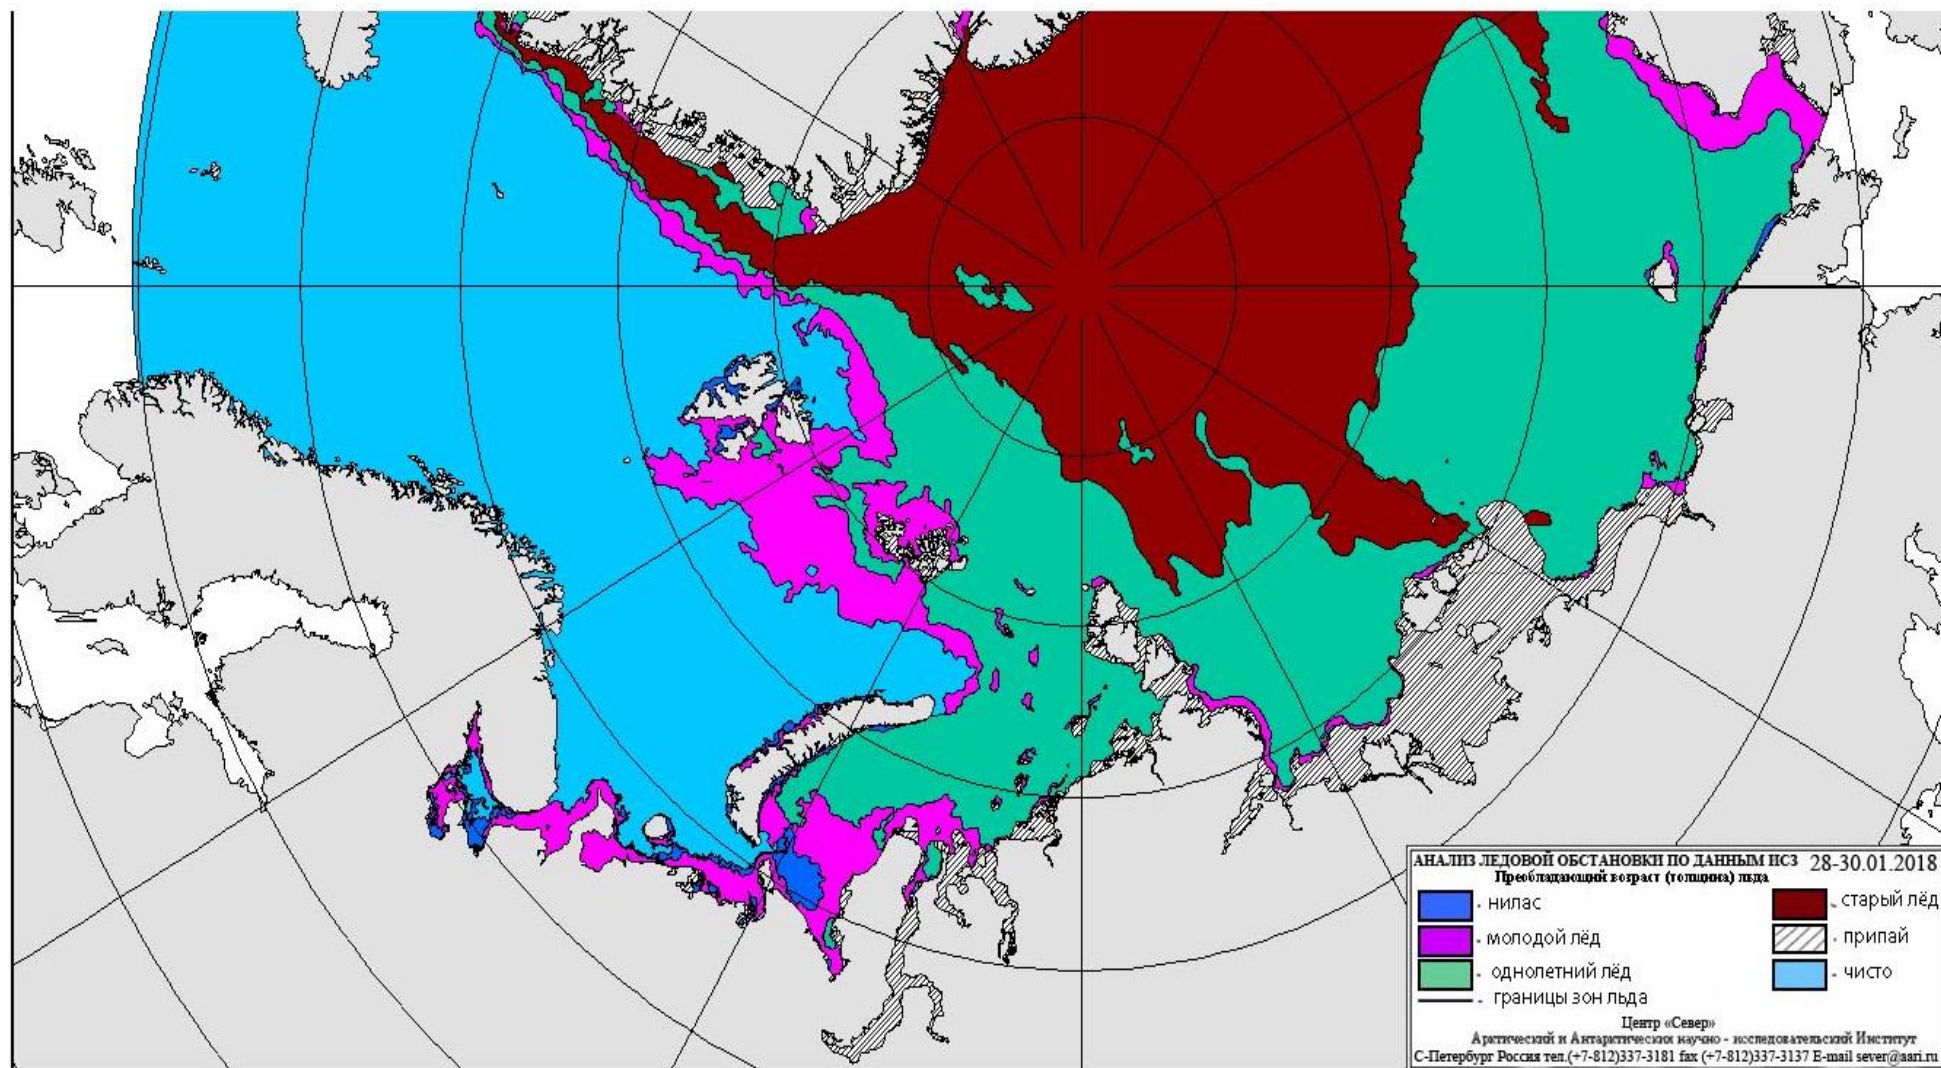 АНАЛИЗ ЛЕДОВОЙ ОБСТАНОВКИ ПО ДАННЫМ ИСЗ 28-30.01.2018
Преобладающий возраст (толщина) льда
- нилас
- молодой лёд
- однолетний лёд
- границы зон льда
- старый лёд
- припай
- чисто
Центр «Север»
Арктический и Антарктический научно - исследовательский Институт
С-Петербург Россия тел.(+7-812)337-3181 fax (+7-812)337-3137 E-mail sever@aari.ru